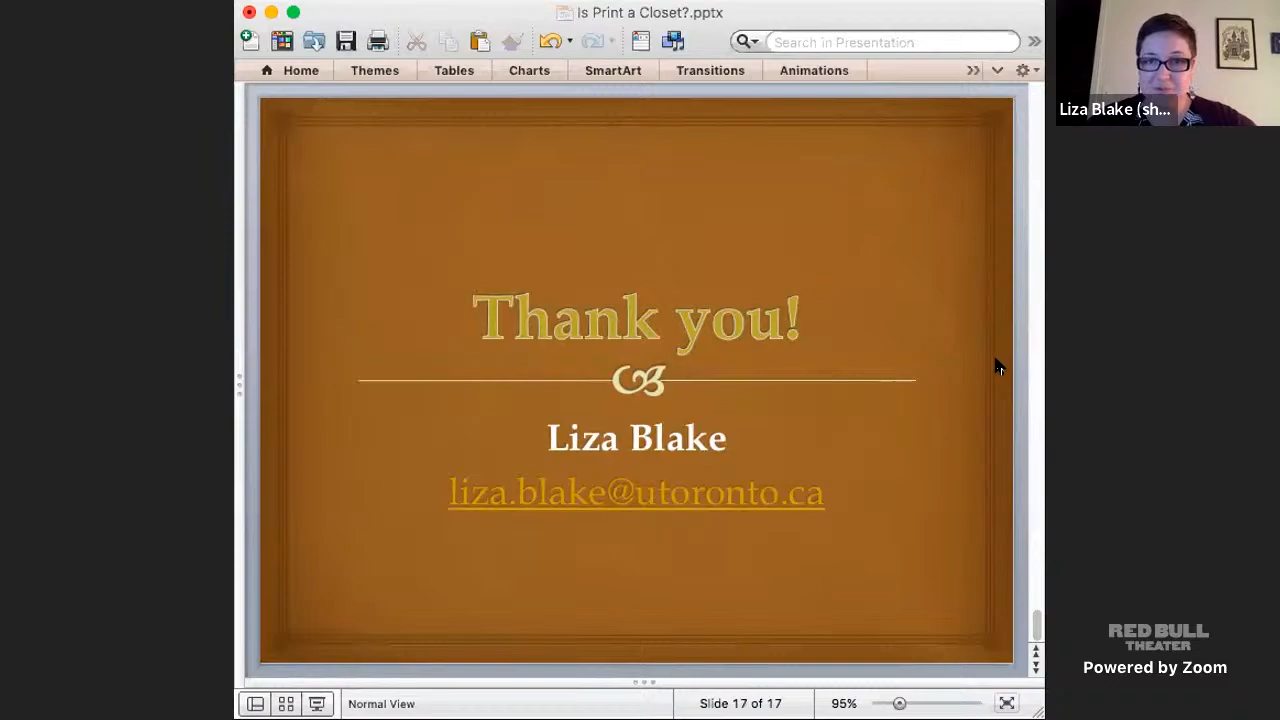 Is Print a Closet?.pptx
Search in Presentation
Home Themes Tables Charts SmartArt Transitions Animations
Liza Blake (sh...
Thank you!
Liza Blake
liza.blake@utoronto.ca
RED BULL
THEATER
Powered by Zoom
Normal View Slide 17 of 17 95%